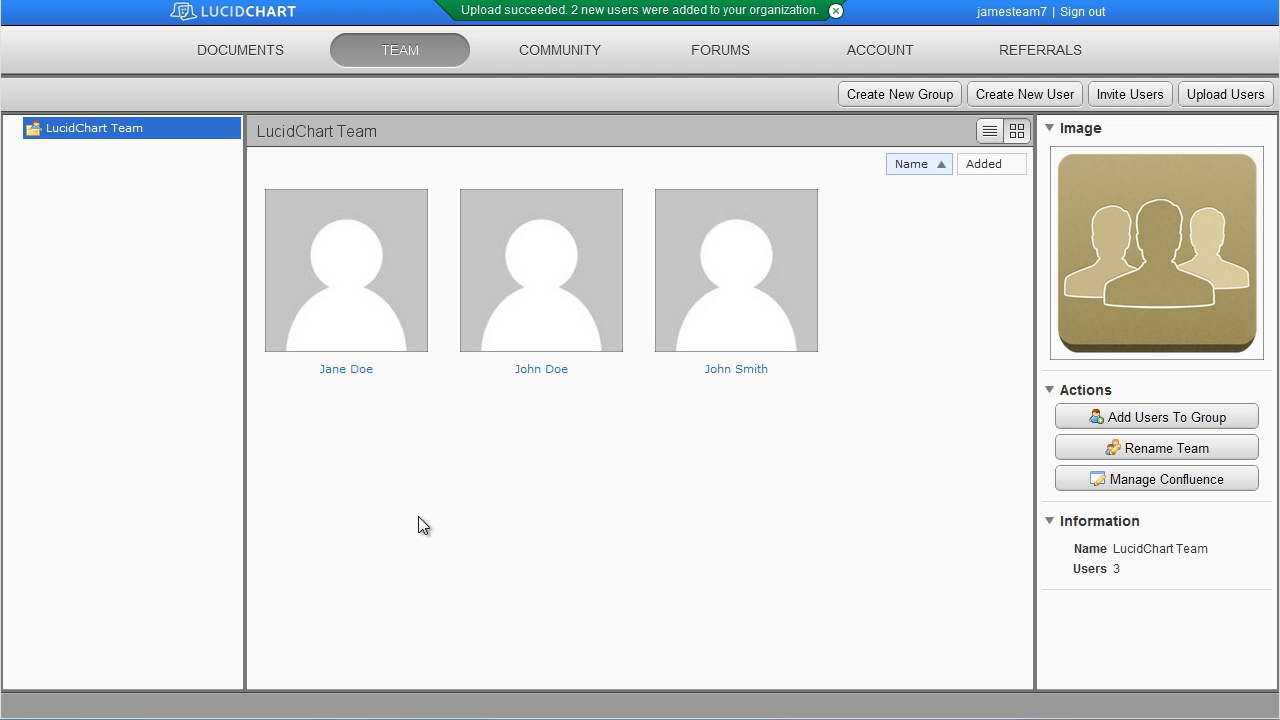 LUCIDCHART
Upload succeeded. 2 new users were added to your organization.
jamesteam7 | Sign out
DOCUMENTS
TEAM
COMMUNITY
FORUMS
ACCOUNT
REFERRALS
Create New Group
Create New User
Invite Users
Upload Users
LucidChart Team
LucidChart Team
Name
Added
Jane Doe
John Doe
John Smith
Image
Actions
Add Users To Group
Rename Team
Manage Confluence
Information
Name LucidChart Team
Users 3